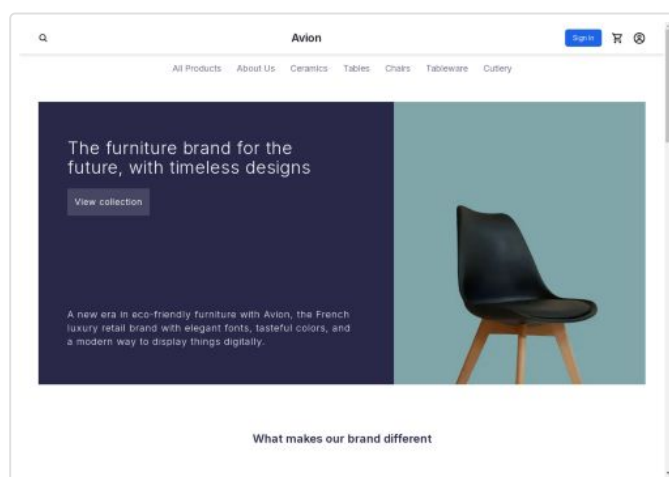 Avion
Sign In
All Products About Us Ceramics Tables Chairs Tableware Cutlery
The furniture brand for the
future, with timeless designs
View collection
A new era in eco-friendly furniture with Avion, the French
luxury retail brand with elegant fonts, tasteful colors, and
a modern way to display things digitally.
What makes our brand different